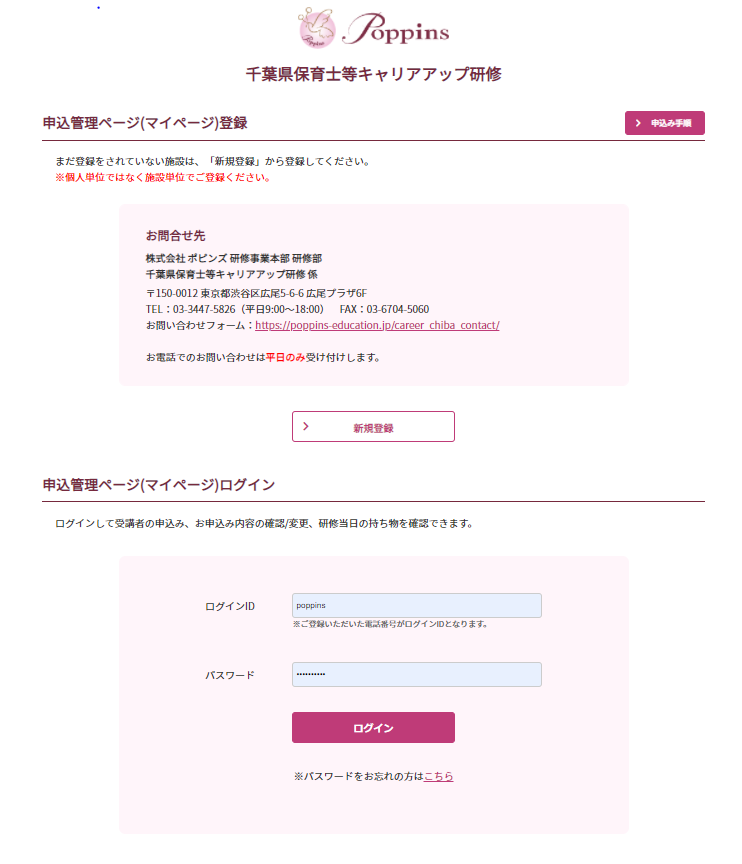 Poppins
Poppins
千葉県保育士等キャリアアップ研修
申込管理ページ(マイページ)登録
申込み手順
まだ登録をされていない施設は、「新規登録」から登録してください。
※個人単位ではなく施設単位でご登録ください。
お問合せ先
株式会社 ポピンズ 研修事業本部 研修部
千葉県保育士等キャリアアップ研修 係
〒150-0012 東京都渋谷区広尾5-6-6 広尾プラザ6F
TEL：03-3447-5826（平日9:00～18:00） FAX：03-6704-5060
お問い合わせフォーム：https://poppins-education.jp/career_chiba_contact/
お電話でのお問い合わせは平日のみ受け付けします。
新規登録
申込管理ページ(マイページ)ログイン
ログインして受講者の申込み、お申込み内容の確認/変更、研修当日の持ち物を確認できます。
ログインID
poppins
※ご登録いただいた電話番号がログインIDとなります。
パスワード
••••••••••
ログイン
※パスワードをお忘れの方はこちら